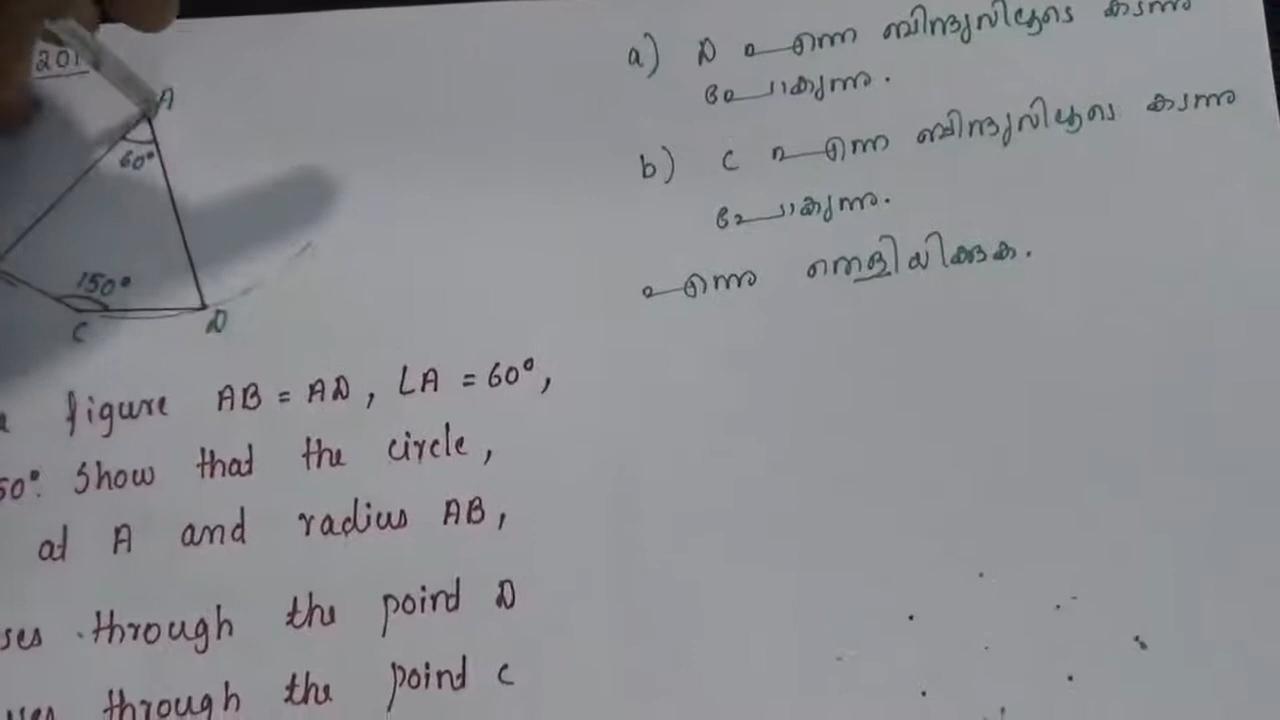 201
A
60°
150°
C
D
figure AB = AD, ∠A = 60°,
50°. Show that the circle,
at A and radius AB,
ses through the point D
through the point C
a) D എന്ന ബിന്ദുവിലൂടെ കടന്നു
പോകുന്നു.
b) C എന്ന ബിന്ദുവിലൂടെ കടന്നു
പോകുന്നു.
എന്നു തെളിയിക്കുക.